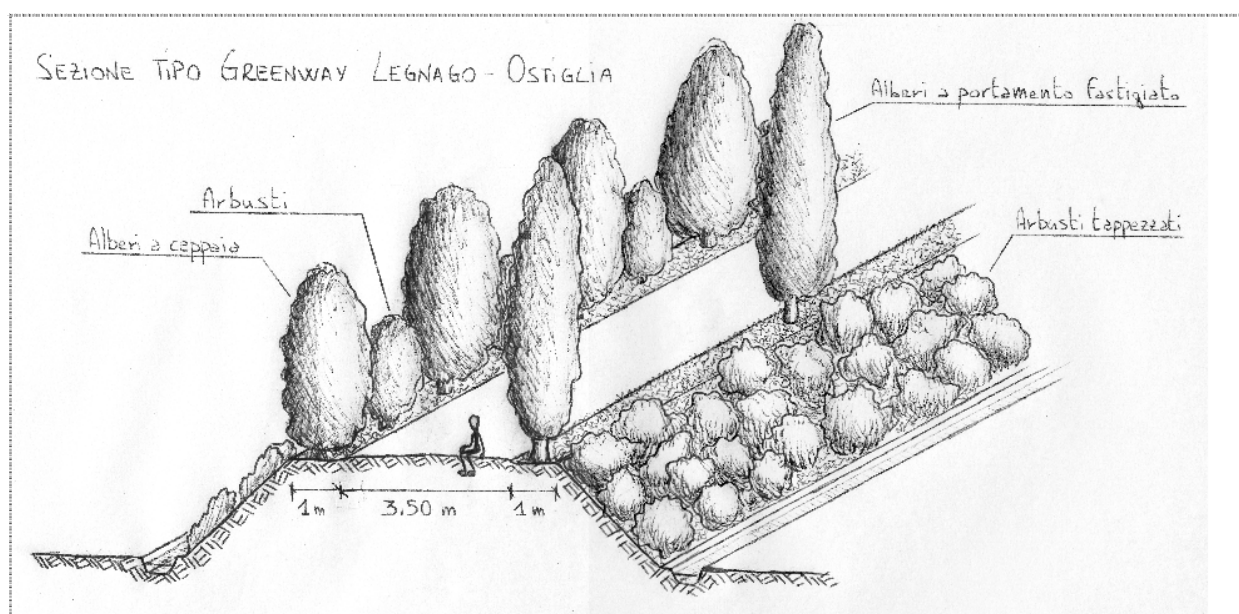 SEZIONE TIPO GREENWAY LEGNAGO - OSTIGLIA
Alberi a portamento fastigiato
Arbusti
Alberi a ceppaia
Arbusti tappezzati
1m 3.50 m 1m